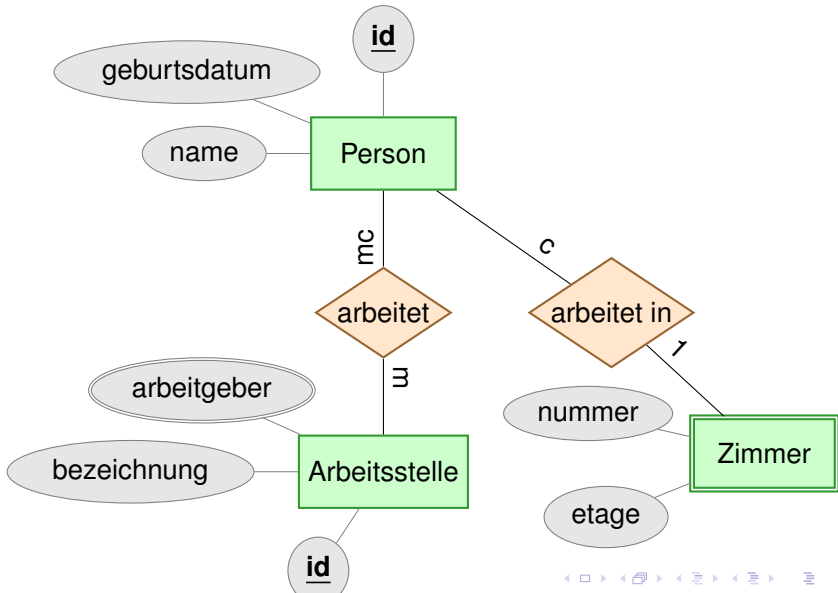 id
geburtsdatum
name
Person
mc
c
arbeitet
arbeitet in
m
1
arbeitgeber
nummer
bezeichnung
Arbeitsstelle
Zimmer
etage
id